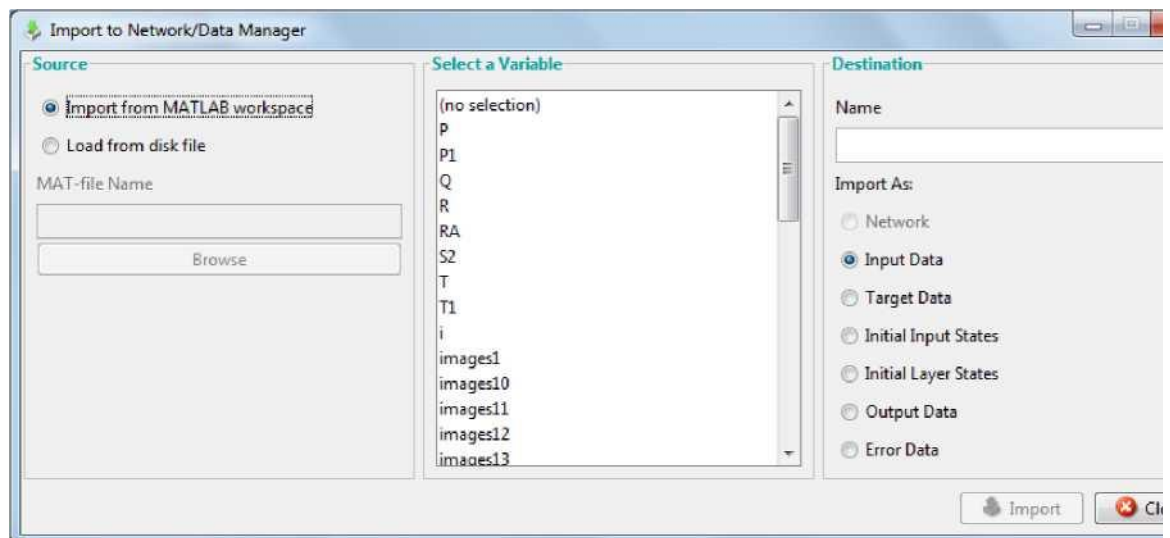 Import to Network/Data Manager
Source
Import from MATLAB workspace
Load from disk file
MAT-file Name
Browse
Select a Variable
(no selection)
P
P1
Q
R
RA
S2
T
T1
i
images1
images10
images11
images12
images13
Destination
Name
Import As:
Network
Input Data
Target Data
Initial Input States
Initial Layer States
Output Data
Error Data
Import